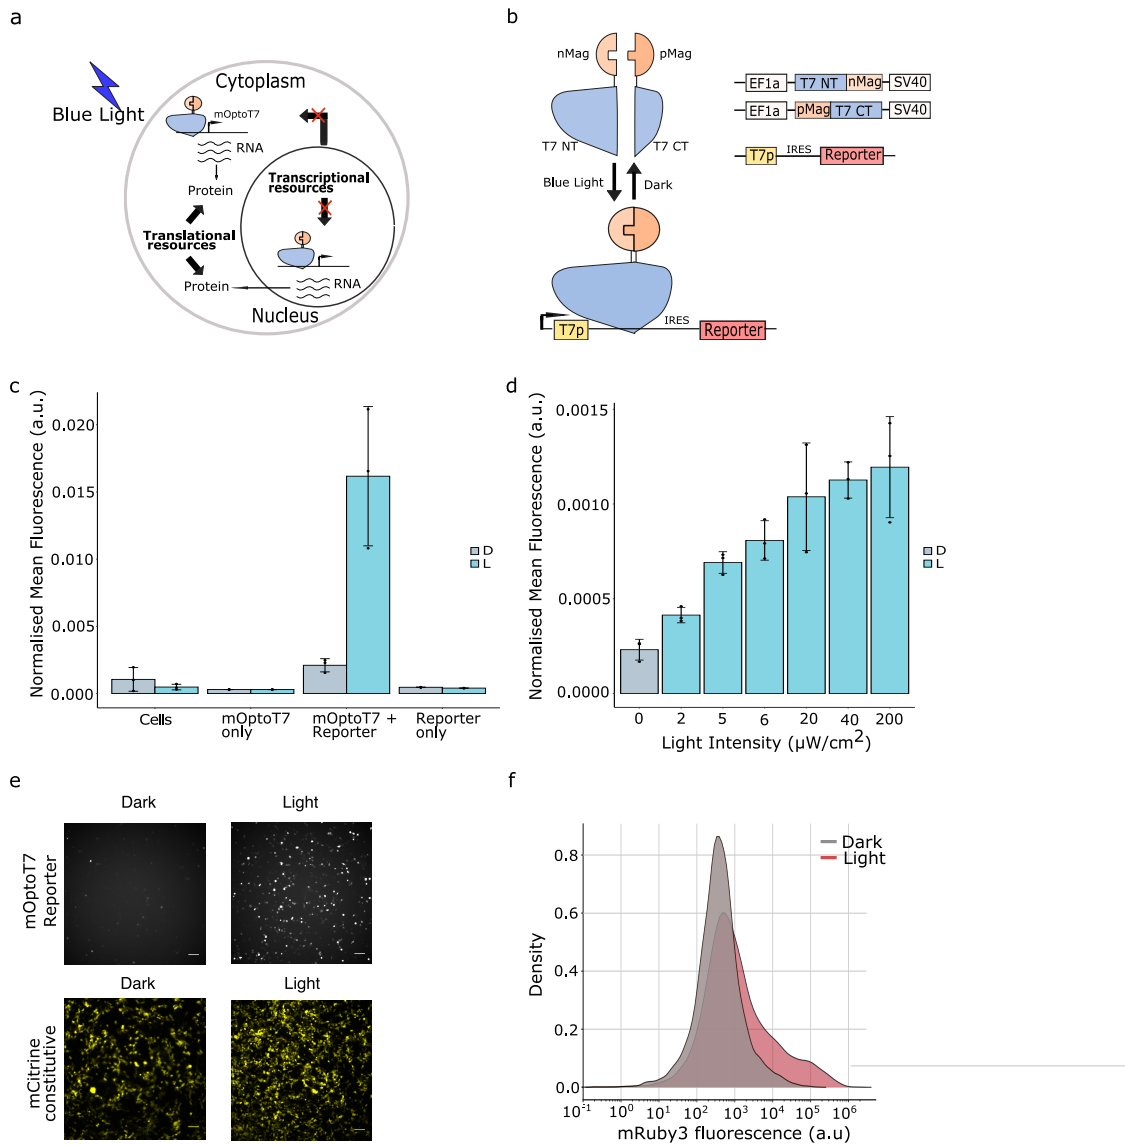 a
Cytoplasm
Blue Light
mOptoT7
RNA
Protein
Transcriptional
resources
Translational
resources
Protein
RNA
Nucleus
b
nMag
pMag
T7 NT
T7 CT
Blue Light
Dark
T7p
IRES
Reporter
EF1a
T7 NT
nMag
SV40
EF1a
pMag
T7 CT
SV40
T7p
IRES
Reporter
c
Normalised Mean Fluorescence (a.u.)
0.020
0.015
0.010
0.005
0.000
D
L
Cells
mOptoT7
only
mOptoT7 +
Reporter
Reporter
only
d
Normalised Mean Fluorescence (a.u.)
0.0015
0.0010
0.0005
0.0000
D
L
0 2 5 6 20 40 200
Light Intensity (μW/cm²)
e
Dark
Light
mOptoT7
Reporter
Dark
Light
mCitrine
constitutive
f
Dark
Light
Density
0.8
0.6
0.4
0.2
0.0
10⁻¹ 10⁰ 10¹ 10² 10³ 10⁴ 10⁵ 10⁶
mRuby3 fluorescence (a.u)